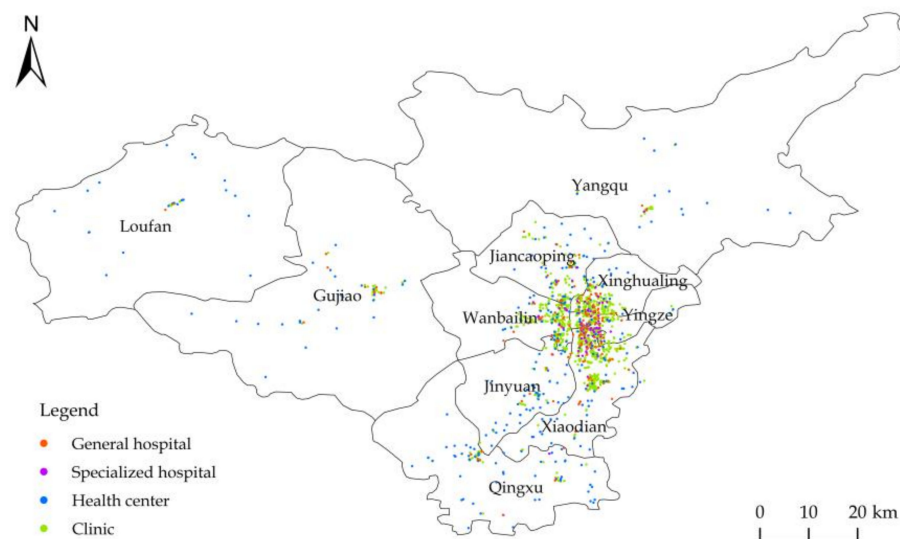 N
Yangqu
Loufan
Jiancaoping
Xinghualing
Gujiao
Wanbailin
Yingze
Jinyuan
Xiaodian
Qingxu
Legend
General hospital
Specialized hospital
Health center
Clinic
0 10 20 km